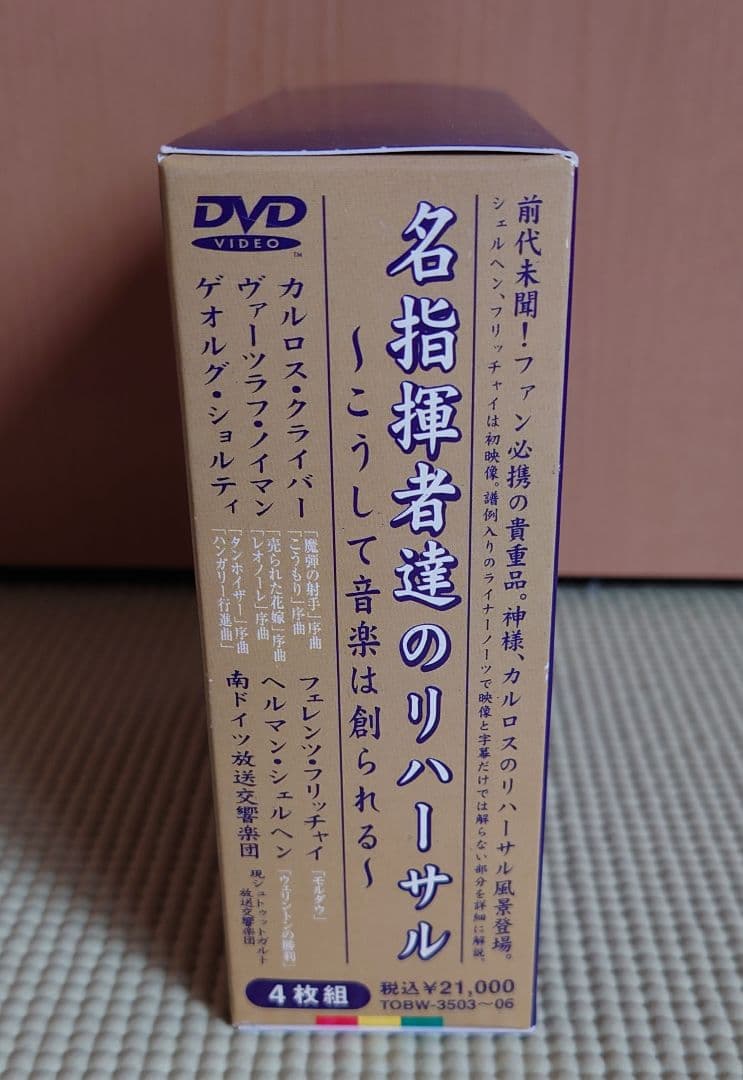 前代未聞！ファン必携の貴重品。神様、カルロスのリハーサル風景登場。
シェルヘン、フリッチャイは初映像。譜例入りのライナーノーツで映像と字幕だけでは解らない部分を詳細に解説。
名指揮者達のリハーサル
～こうして音楽は創られる～
DVD
VIDEO
TM
カルロス・クライバー
「魔弾の射手」序曲
「こうもり」序曲
ヴァーツラフ・ノイマン
「売られた花嫁」序曲
「レオノーレ」序曲
ゲオルグ・ショルティ
「タンホイザー」序曲
「ハンガリー行進曲」
フェレンツ・フリッチャイ
「モルダウ」
ヘルマン・シェルヘン
「ウェリントンの勝利」
南ドイツ放送交響楽団
現シュトゥットガルト
放送交響楽団
4枚組
税込￥21,000
TOBW-3503～06